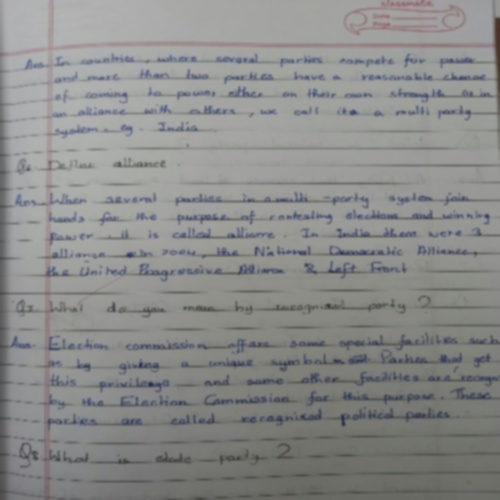 classmate
Date
Page
Ans. In countries, where several parties compete for power
and more than two parties have a reasonable chance
of coming to power either on their own strength or in
an alliance with others, we call it a multi party
system. eg. India
Q6 Define alliance.
Ans. When several parties in a multi-party system join
hands for the purpose of contesting elections and winning
power, it is called alliance. In India there were 3
alliance in 2004, the National Democratic Alliance,
the United Progressive Alliance & Left Front
Q7 What do you mean by recognised party?
Ans. Election commission offers some special facilities such
as by giving a unique symbol. Parties that get
this privilege and some other facilities are recogn
by the Election Commission for this purpose. These
parties are called recognised political parties.
Q8 What is state party?